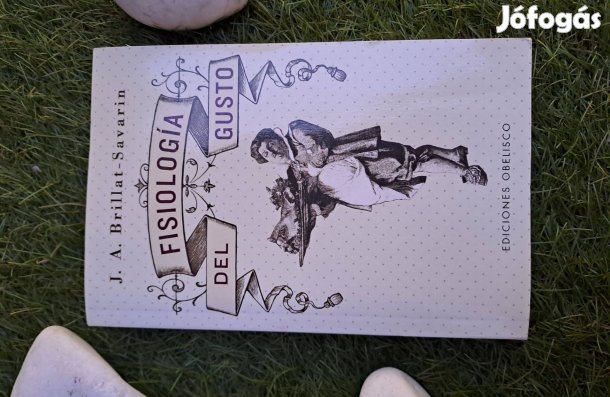 Jófogás
J. A. Brillat-Savarin
FISIOLOGÍA
DEL GUSTO
EDICIONES OBELISCO